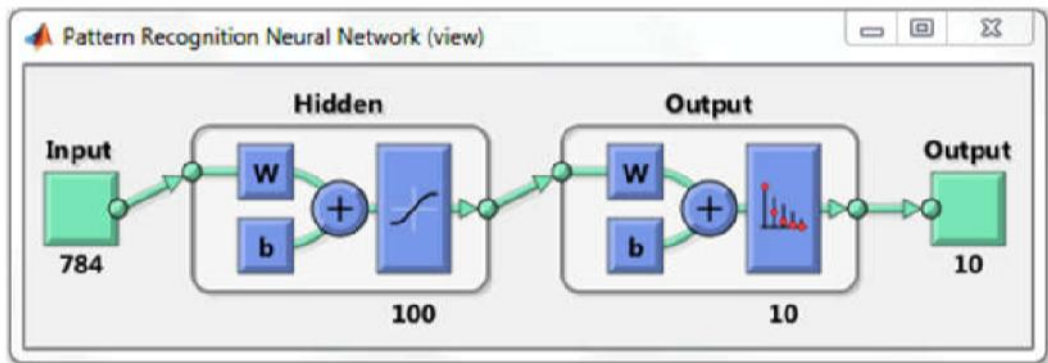 Pattern Recognition Neural Network (view)
Hidden
Output
Input
Output
W
b
+
W
b
+
784
10
100
10